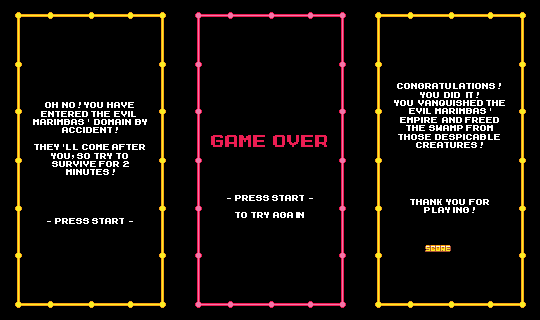 OH NO! YOU HAVE
ENTERED THE EVIL
MARIMBAS' DOMAIN BY
ACCIDENT!
THEY'LL COME AFTER
YOU, SO TRY TO
SURVIVE FOR 2
MINUTES!
- PRESS START -
GAME OVER
- PRESS START -
TO TRY AGAIN
CONGRATULATIONS!
YOU DID IT!
YOU VANQUISHED THE
EVIL MARIMBAS'
EMPIRE AND FREED
THE SWAMP FROM
THOSE DESPICABLE
CREATURES!
THANK YOU FOR
PLAYING!
SCORE